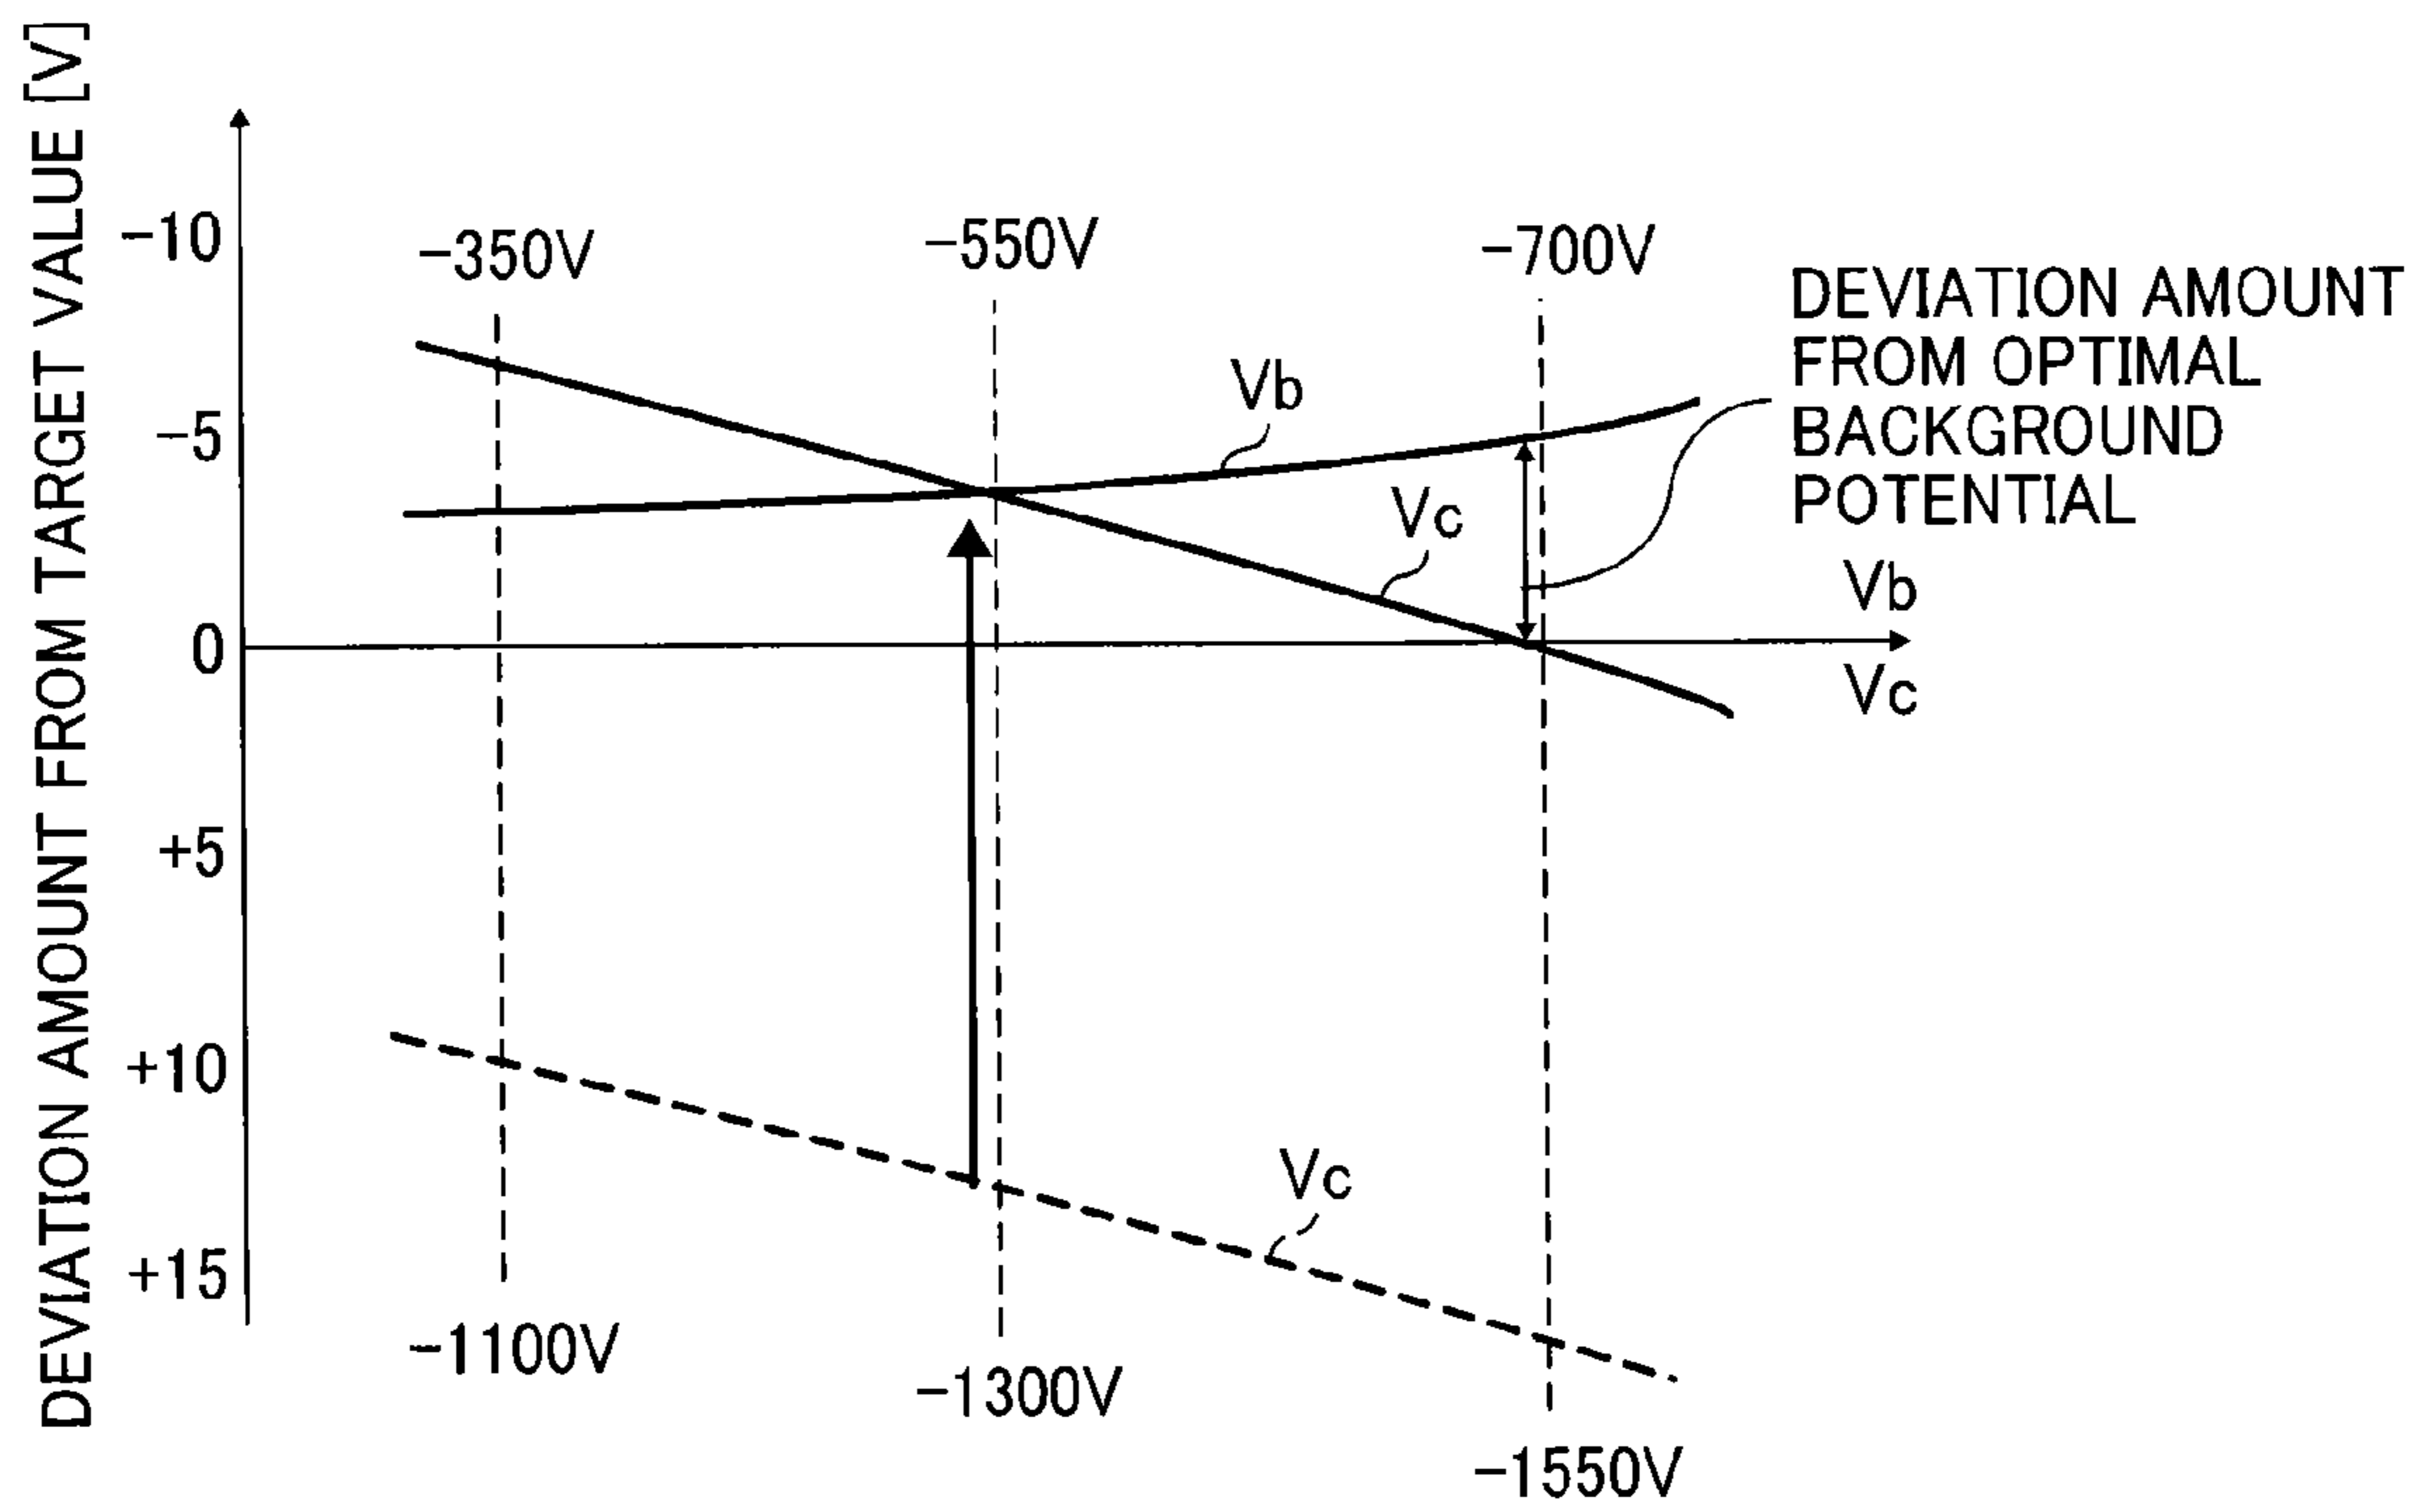 DEVIATION AMOUNT FROM TARGET VALUE [V]
−10
−5
0
+5
+10
+15
−350V
−550V
−700V
Vb
Vc
DEVIATION AMOUNT
FROM OPTIMAL
BACKGROUND
POTENTIAL
Vb
Vc
Vc
−1100V
−1300V
−1550V